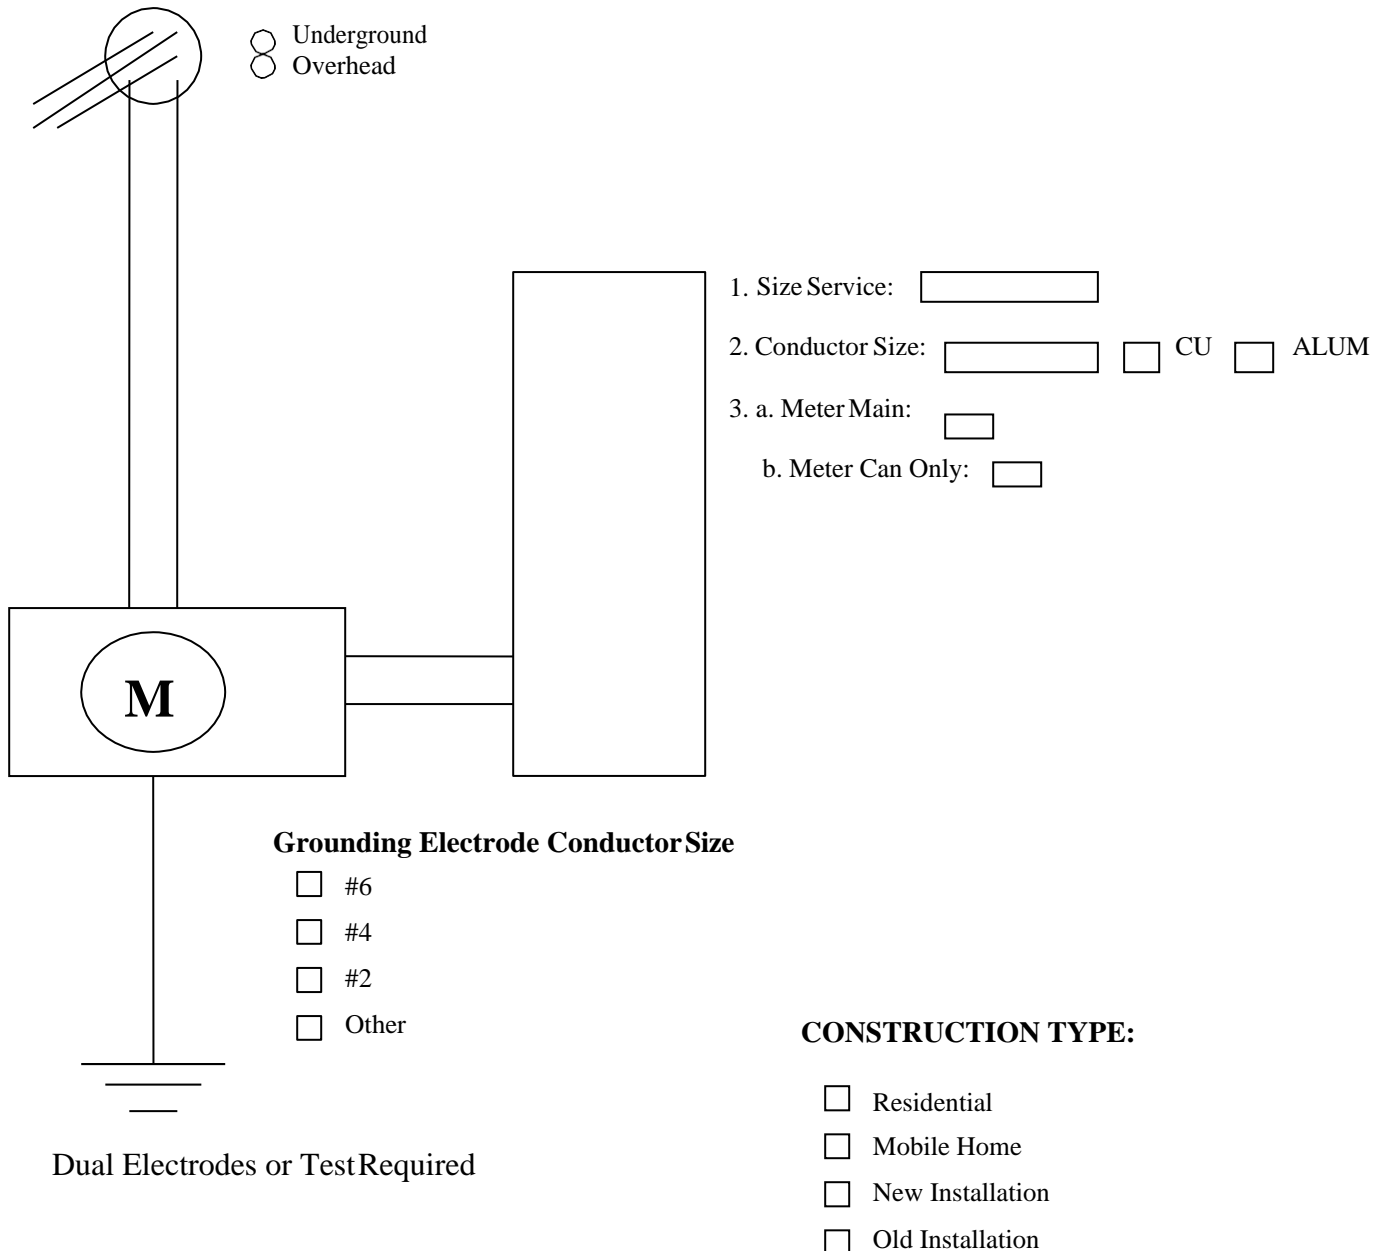 Underground
Overhead
1. Size Service:
2. Conductor Size: CU ALUM
3. a. Meter Main:
b. Meter Can Only:
M
Grounding Electrode Conductor Size
#6
#4
#2
Other
CONSTRUCTION TYPE:
Residential
Mobile Home
Dual Electrodes or Test Required
New Installation
Old Installation